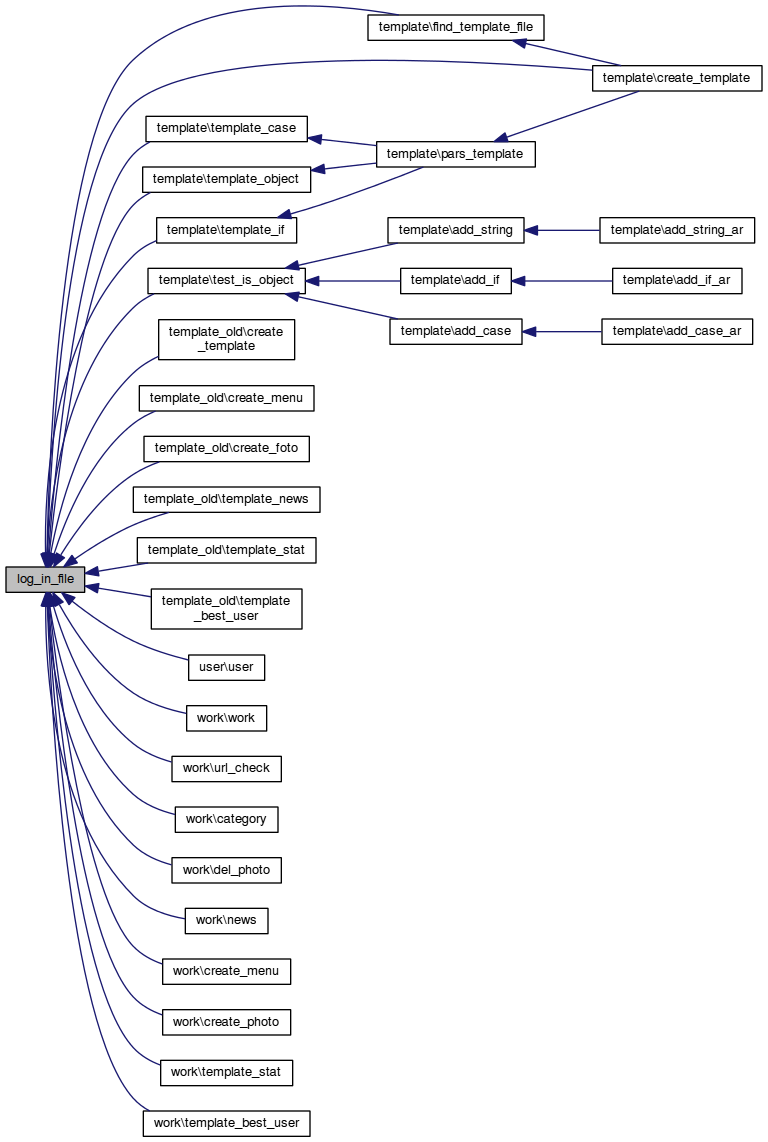 template\find_template_file
template\create_template
template\template_case
template\pars_template
template\template_object
template\template_if
template\add_string
template\add_string_ar
template\test_is_object
template\add_if
template\add_if_ar
template\add_case
template\add_case_ar
template_old\create
_template
template_old\create_menu
template_old\create_foto
template_old\template_news
template_old\template_stat
log_in_file
template_old\template
_best_user
user\user
work\work
work\url_check
work\category
work\del_photo
work\news
work\create_menu
work\create_photo
work\template_stat
work\template_best_user